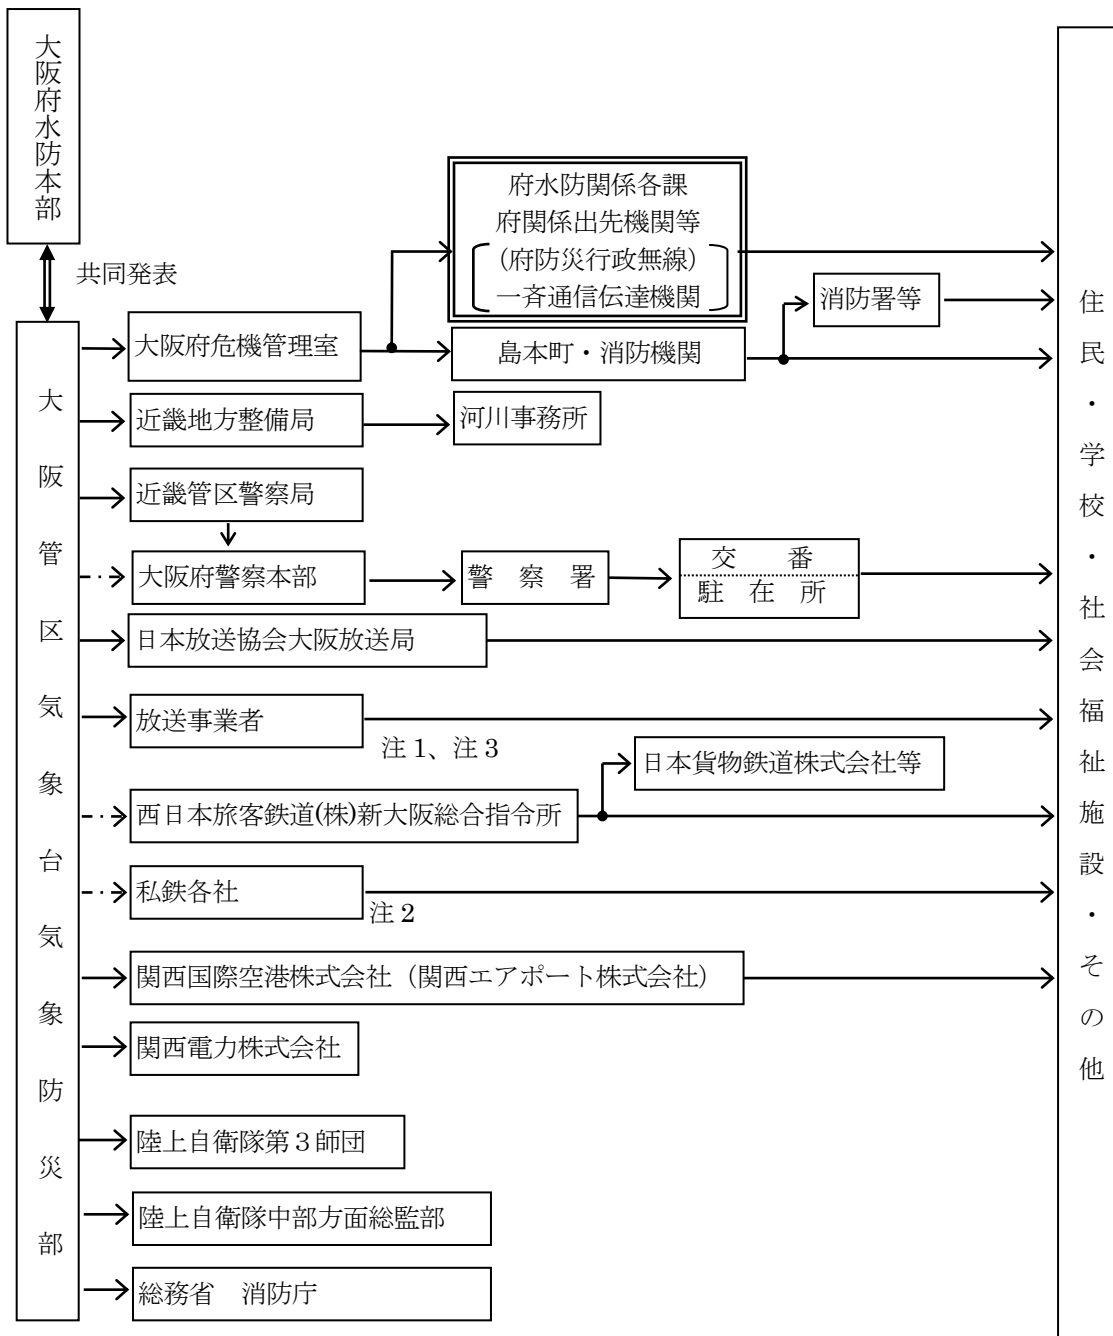 大阪府水防本部
共同発表
大阪管区気象台気象防災部
大阪府危機管理室
府水防関係各課
府関係出先機関等
(府防災行政無線)
一斉通信伝達機関
消防署等
島本町・消防機関
近畿地方整備局
河川事務所
近畿管区警察局
大阪府警察本部
警察署
交番
駐在所
日本放送協会大阪放送局
放送事業者
注1、注3
日本貨物鉄道株式会社等
西日本旅客鉄道(株)新大阪総合指令所
私鉄各社
注2
関西国際空港株式会社(関西エアポート株式会社)
関西電力株式会社
陸上自衛隊第3師団
陸上自衛隊中部方面総監部
総務省 消防庁
住民・学校・社会福祉施設・その他